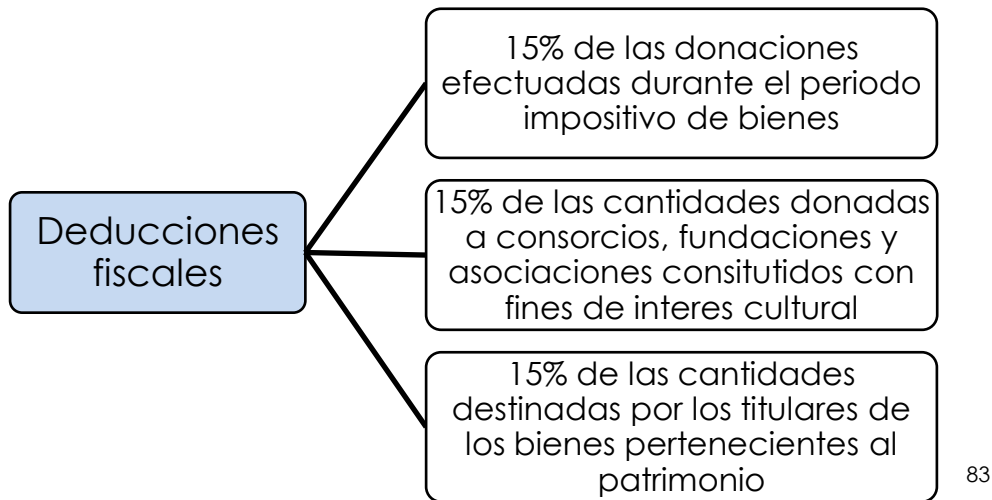 Deducciones
fiscales
15% de las donaciones
efectuadas durante el periodo
impositivo de bienes
15% de las cantidades donadas
a consorcios, fundaciones y
asociaciones consitutidos con
fines de interes cultural
15% de las cantidades
destinadas por los titulares de
los bienes pertenecientes al
patrimonio
83